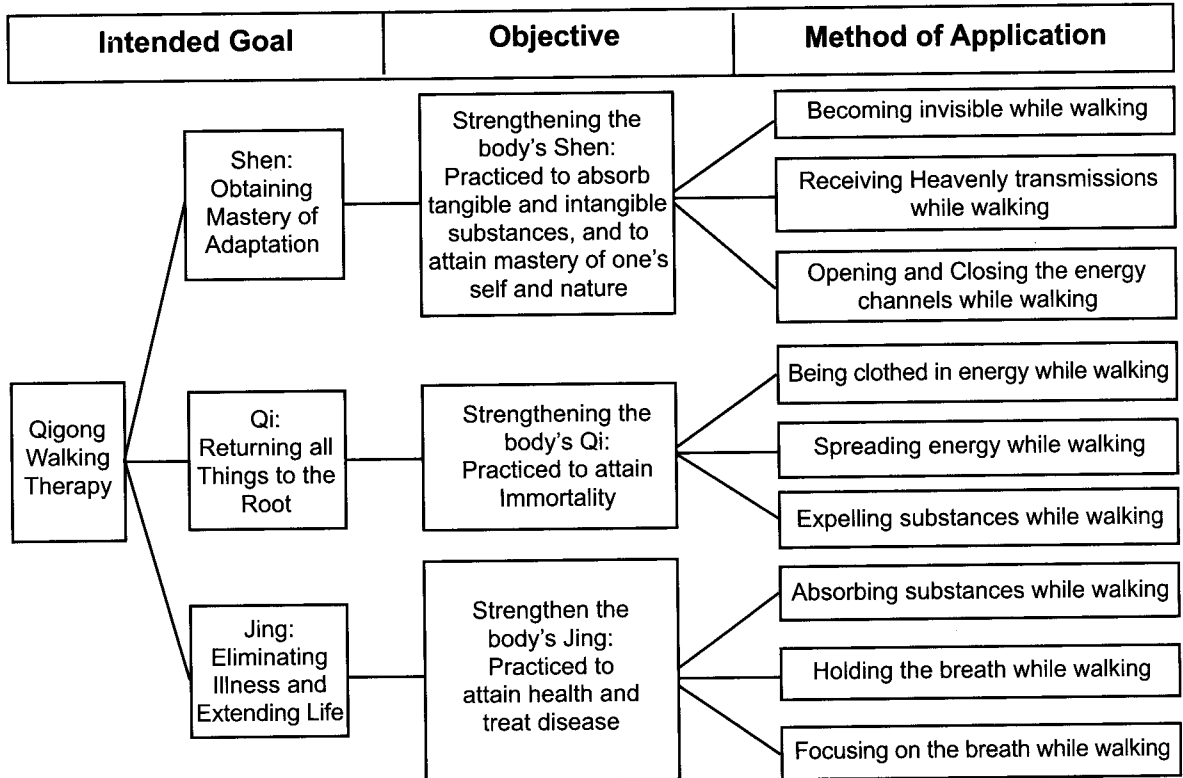 Intended Goal
Objective
Method of Application
Qigong
Walking
Therapy
Shen:
Obtaining
Mastery of
Adaptation
Strengthening the
body's Shen:
Practiced to absorb
tangible and intangible
substances, and to
attain mastery of one's
self and nature
Becoming invisible while walking
Receiving Heavenly transmissions
while walking
Opening and Closing the energy
channels while walking
Qi:
Returning all
Things to the
Root
Strengthening the
body's Qi:
Practiced to attain
Immortality
Being clothed in energy while walking
Spreading energy while walking
Expelling substances while walking
Jing:
Eliminating
Illness and
Extending Life
Strengthen the
body's Jing:
Practiced to
attain health and
treat disease
Absorbing substances while walking
Holding the breath while walking
Focusing on the breath while walking